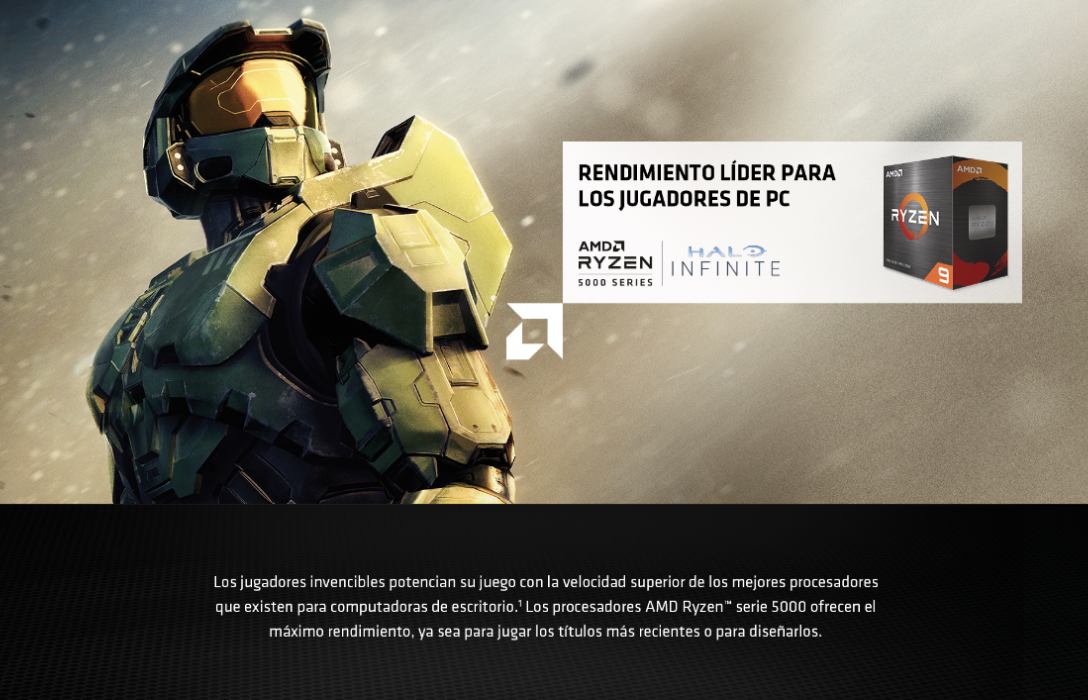 RENDIMIENTO LÍDER PARA
LOS JUGADORES DE PC
AMD
RYZEN
5000 SERIES
HALO
INFINITE
AMD
RYZEN
9
AMD
Los jugadores invencibles potencian su juego con la velocidad superior de los mejores procesadores
que existen para computadoras de escritorio.¹ Los procesadores AMD Ryzen™ serie 5000 ofrecen el
máximo rendimiento, ya sea para jugar los títulos más recientes o para diseñarlos.